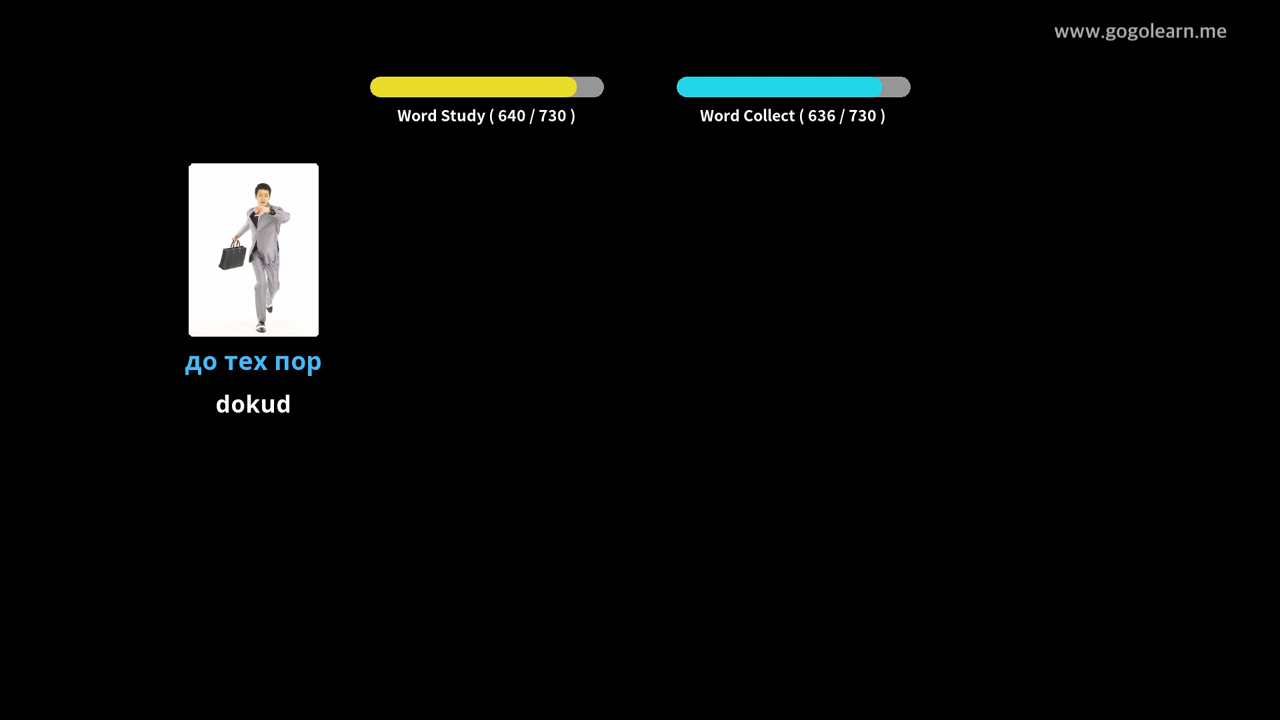 www.gogolearn.me
Word Study ( 640 / 730 )
Word Collect ( 636 / 730 )
до тех пор
dokud